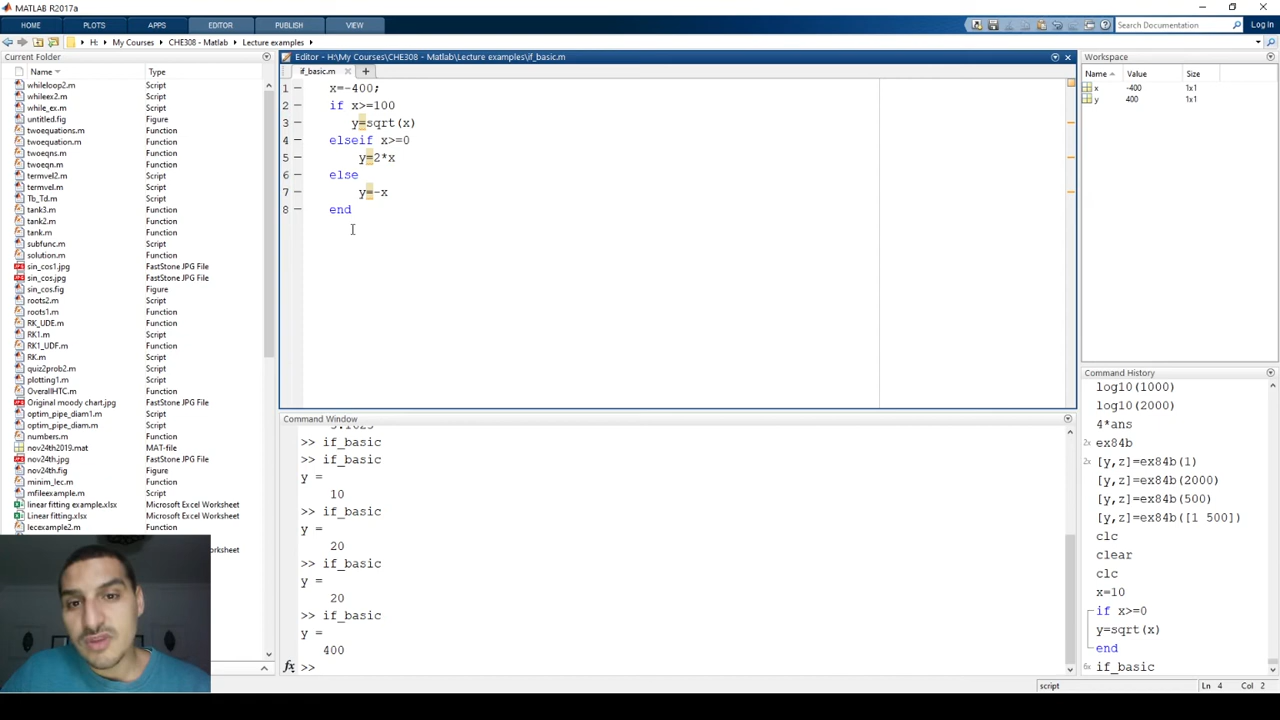 MATLAB R2017a
HOME PLOTS APPS EDITOR PUBLISH VIEW Search Documentation Log In
H: My Courses CHE308 - Matlab Lecture examples
Current Folder
Name Type
whileloop2.m Script
whileex2.m Script
while_ex.m Script
untitled.fig Figure
twoequations.m Function
twoequation.m Function
twoeqns.m Function
twoeqn.m Function
termvel2.m Script
termvel.m Script
Tb_Td.m Script
tank3.m Function
tank2.m Function
tank.m Function
subfunc.m Script
solution.m Function
sin_cos1.jpg FastStone JPG File
sin_cos.jpg FastStone JPG File
sin_cos.fig Figure
roots2.m Script
roots1.m Function
RK_UDE.m Function
RK1.m Script
RK1_UDF.m Function
RK.m Script
quiz2prob2.m Script
plotting1.m Script
OverallHTC.m Function
Original moody chart.jpg FastStone JPG File
optim_pipe_diam1.m Script
optim_pipe_diam.m Script
numbers.m Function
nov24th2019.mat MAT-file
nov24th.jpg FastStone JPG File
nov24th.fig Figure
minim_lec.m Function
mfileexample.m Script
linear fitting example.xlsx Microsoft Excel Worksheet
Linear fitting.xlsx Microsoft Excel Worksheet
lecexample2.m Function
Editor - H:\My Courses\CHE308 - Matlab\Lecture examples\if_basic.m
if_basic.m
1 x=-400;
2 if x>=100
3 y=sqrt(x)
4 elseif x>=0
5 y=2*x
6 else
7 y=-x
8 end
Command Window
>> if_basic
>> if_basic
y =
10
>> if_basic
y =
20
>> if_basic
y =
20
>> if_basic
y =
400
fx >>
Workspace
Name Value Size
x -400 1x1
y 400 1x1
Command History
log10(1000)
log10(2000)
4*ans
2x ex84b
2x [y,z]=ex84b(1)
[y,z]=ex84b(2000)
[y,z]=ex84b(500)
[y,z]=ex84b([1 500])
clc
clear
clc
x=10
if x>=0
y=sqrt(x)
end
6x if_basic
script Ln 4 Col 2